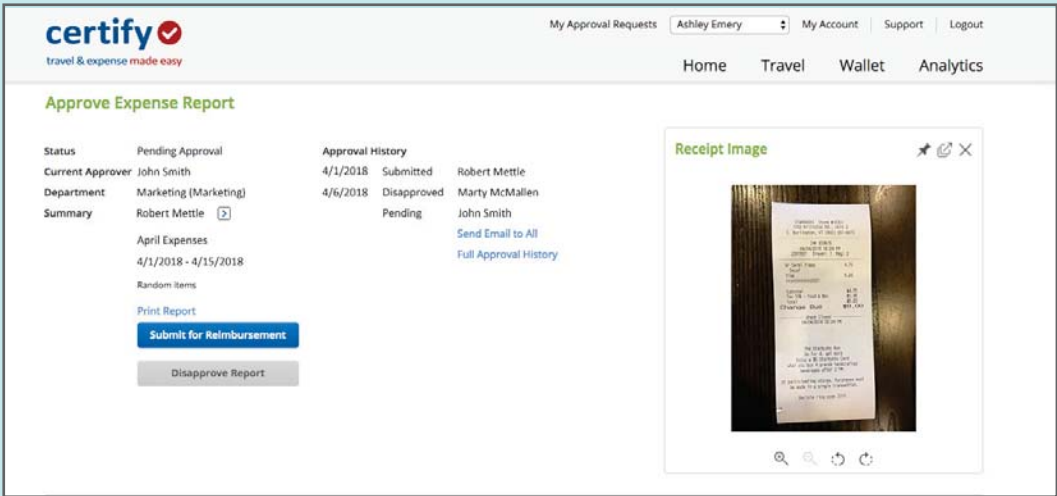 certify
travel & expense made easy
My Approval Requests Ashley Emery My Account Support Logout
Home Travel Wallet Analytics
Approve Expense Report
Status Pending Approval
Current Approver John Smith
Department Marketing (Marketing)
Summary Robert Mettle
April Expenses
4/1/2018 - 4/15/2018
Random items
Print Report
Submit for Reimbursement
Disapprove Report
Approval History
4/1/2018 Submitted Robert Mettle
4/6/2018 Disapproved Marty McMallen
Pending John Smith
Send Email to All
Full Approval History
Receipt Image
Subtotal
Total
Change Due